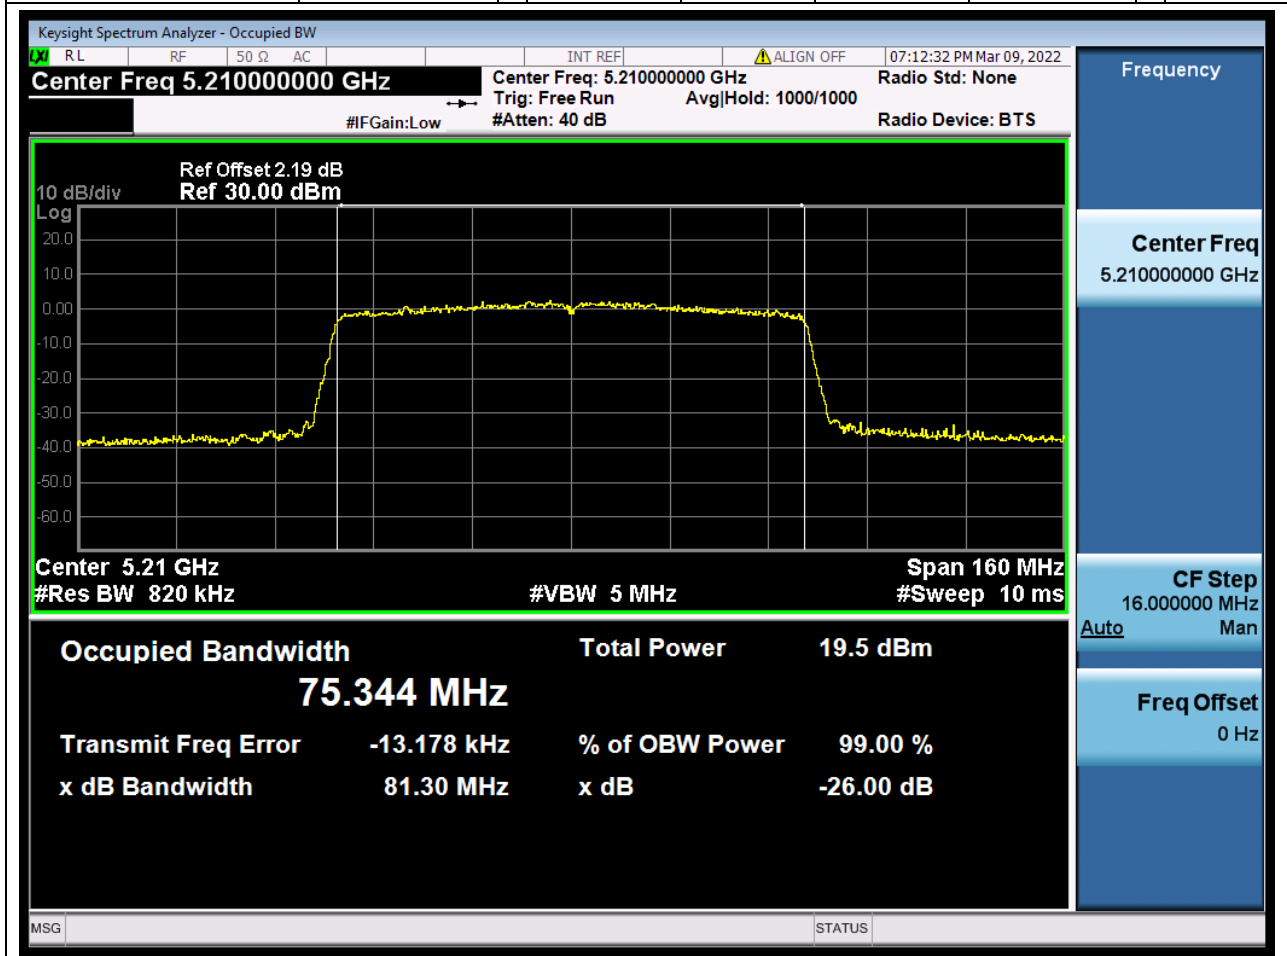 Keysight Spectrum Analyzer - Occupied BW
LXI RL RF 50 Ω AC INT REF ALIGN OFF 07:12:32 PM Mar 09, 2022
Center Freq 5.210000000 GHz
#IFGain:Low
Center Freq: 5.210000000 GHz
Trig: Free Run Avg|Hold: 1000/1000
#Atten: 40 dB
Radio Std: None
Radio Device: BTS
Ref Offset 2.19 dB
10 dB/div Ref 30.00 dBm
Log
20.0
10.0
0.00
-10.0
-20.0
-30.0
-40.0
-50.0
-60.0
Center 5.21 GHz Span 160 MHz
#Res BW 820 kHz #VBW 5 MHz #Sweep 10 ms
Occupied Bandwidth Total Power 19.5 dBm
75.344 MHz
Transmit Freq Error -13.178 kHz % of OBW Power 99.00 %
x dB Bandwidth 81.30 MHz x dB -26.00 dB
MSG STATUS
Frequency
Center Freq
5.210000000 GHz
CF Step
16.000000 MHz
Auto Man
Freq Offset
0 Hz